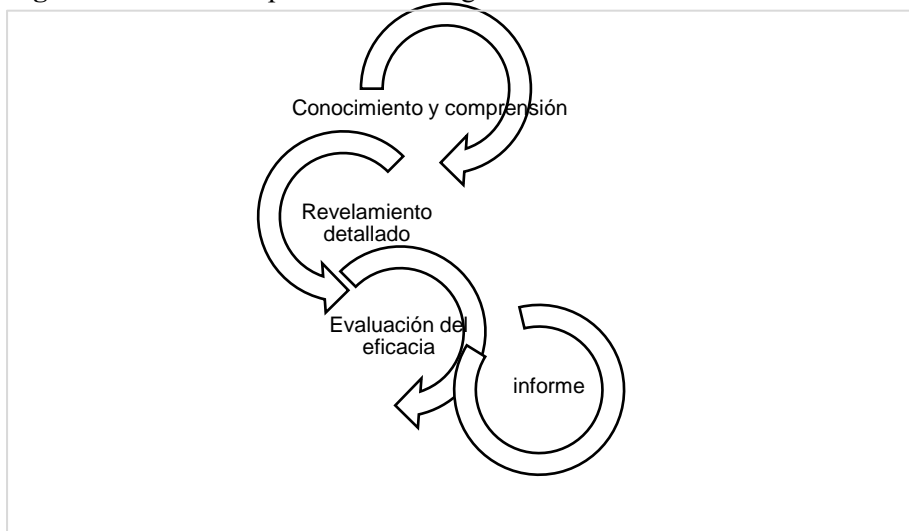 Conocimiento y comprensión
Revelamiento
detallado
Evaluación del
eficacia
informe